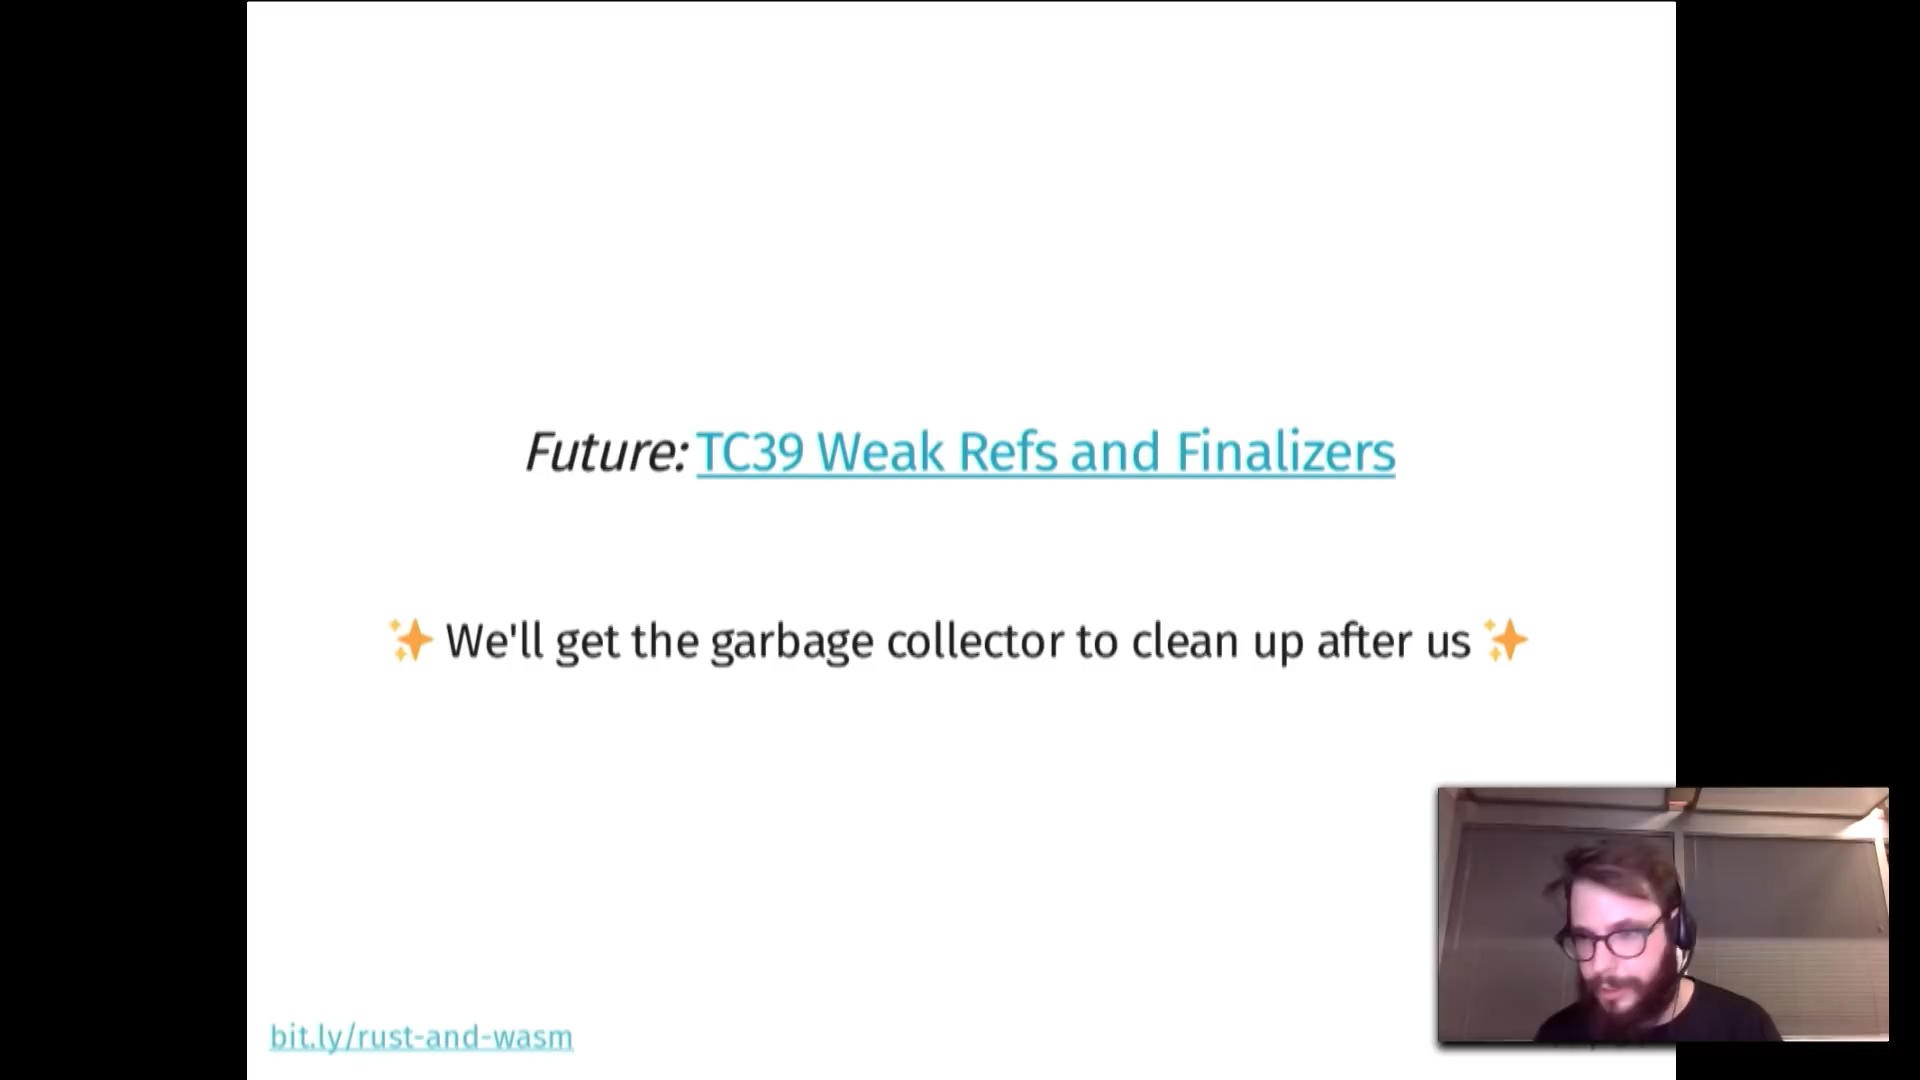 Future: TC39 Weak Refs and Finalizers
✨ We'll get the garbage collector to clean up after us ✨
bit.ly/rust-and-wasm